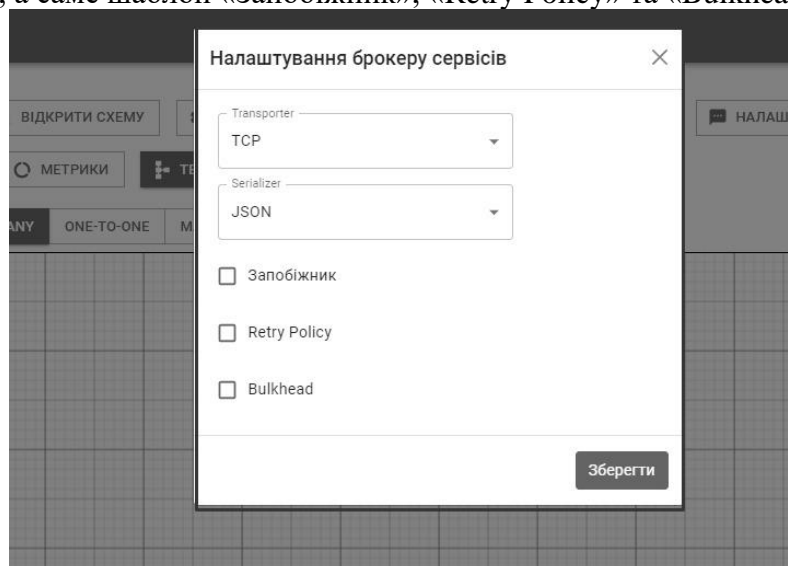 , а саме шаблон «Запобіжник», «Retry Policy» та «Bulkhea
Налаштування брокеру сервісів
ВІДКРИТИ СХЕМУ
НАЛАШ
Transporter
TCP
МЕТРИКИ
ТЕ
Serializer
JSON
ANY ONE-TO-ONE M
Запобіжник
Retry Policy
Bulkhead
Зберегти